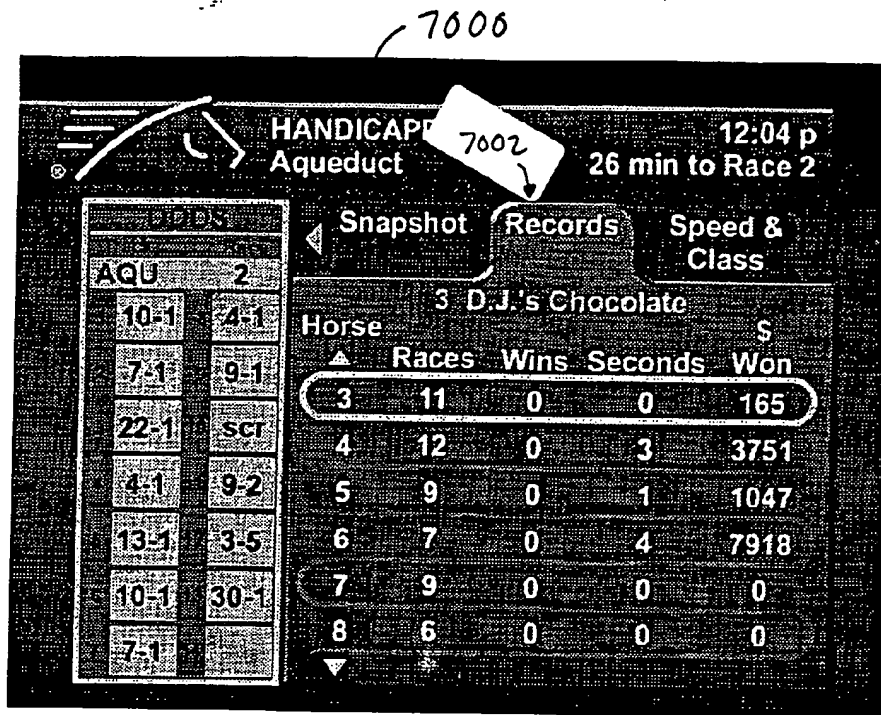 7000
HANDICAPP
7002
12:04 p
Aqueduct
26 min to Race 2
®
ODDS
AQU 2
10-1 4-1
7-1 9-1
22-1 scr
4-1 9-2
13-1 3-5
10-1 30-1
7-1
Snapshot
Records
Speed & Class
3 D.J.'s Chocolate
Horse Races Wins Seconds $ Won
3 11 0 0 165
4 12 0 3 3751
5 9 0 1 1047
6 7 0 4 7918
7 9 0 0 0
8 6 0 0 0